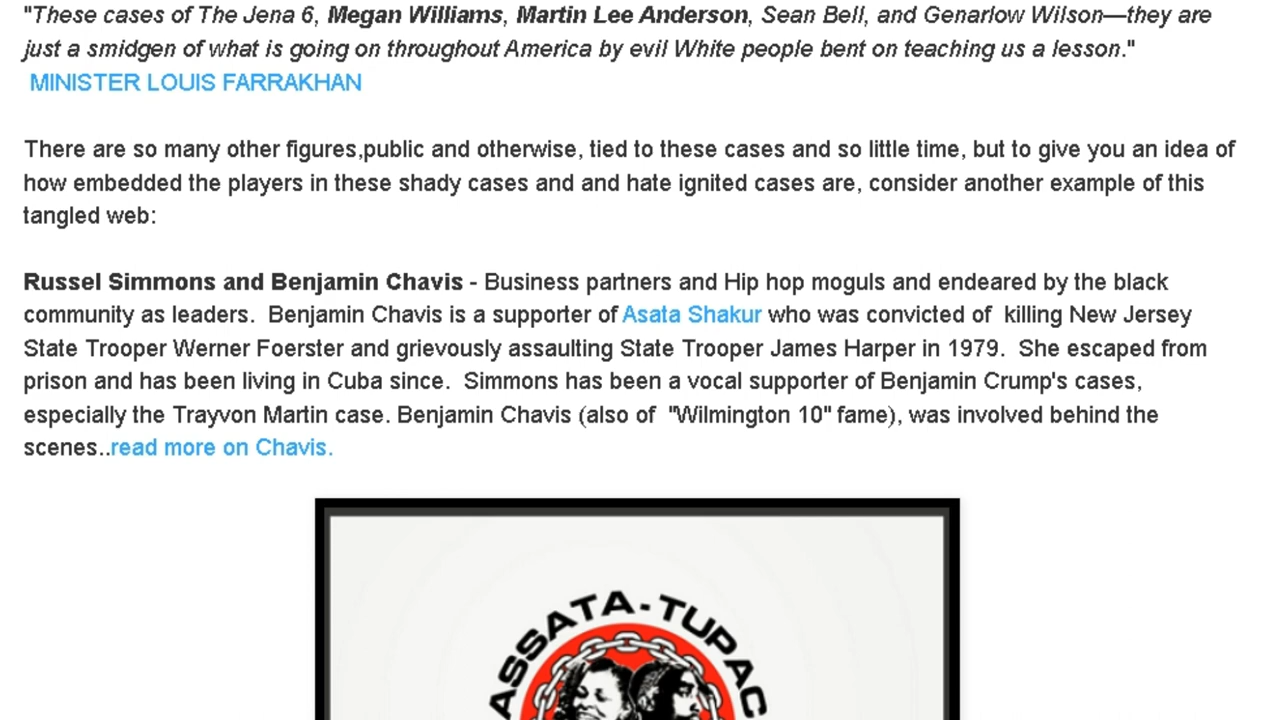 "These cases of The Jena 6, Megan Williams, Martin Lee Anderson, Sean Bell, and Genarlow Wilson—they are
just a smidgen of what is going on throughout America by evil White people bent on teaching us a lesson."
MINISTER LOUIS FARRAKHAN
There are so many other figures,public and otherwise, tied to these cases and so little time, but to give you an idea of
how embedded the players in these shady cases and and hate ignited cases are, consider another example of this
tangled web:
Russel Simmons and Benjamin Chavis - Business partners and Hip hop moguls and endeared by the black
community as leaders.  Benjamin Chavis is a supporter of Asata Shakur who was convicted of  killing New Jersey
State Trooper Werner Foerster and grievously assaulting State Trooper James Harper in 1979.  She escaped from
prison and has been living in Cuba since.  Simmons has been a vocal supporter of Benjamin Crump's cases,
especially the Trayvon Martin case. Benjamin Chavis (also of  "Wilmington 10" fame), was involved behind the
scenes..read more on Chavis.
ASSATA-TUPAC